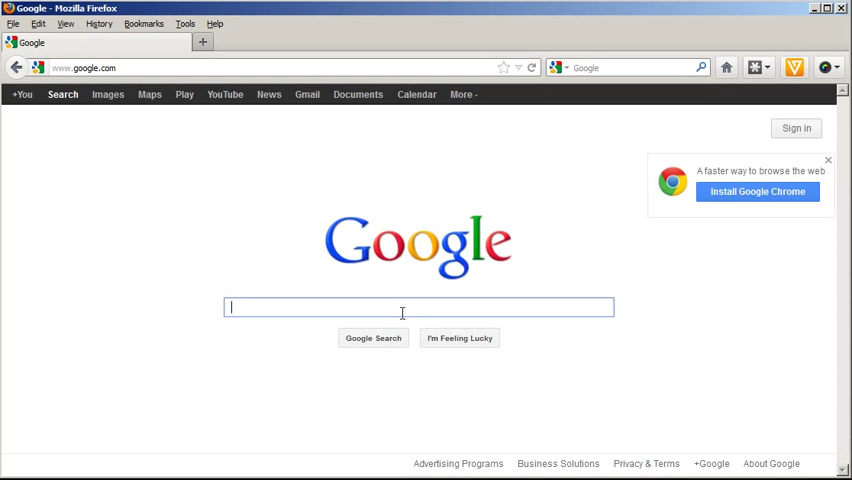 Google - Mozilla Firefox
File Edit View History Bookmarks Tools Help
Google
www.google.com Google
+You Search Images Maps Play YouTube News Gmail Documents Calendar More -
Sign in
A faster way to browse the web
Install Google Chrome
Google
Google Search I'm Feeling Lucky
Advertising Programs Business Solutions Privacy & Terms +Google About Google